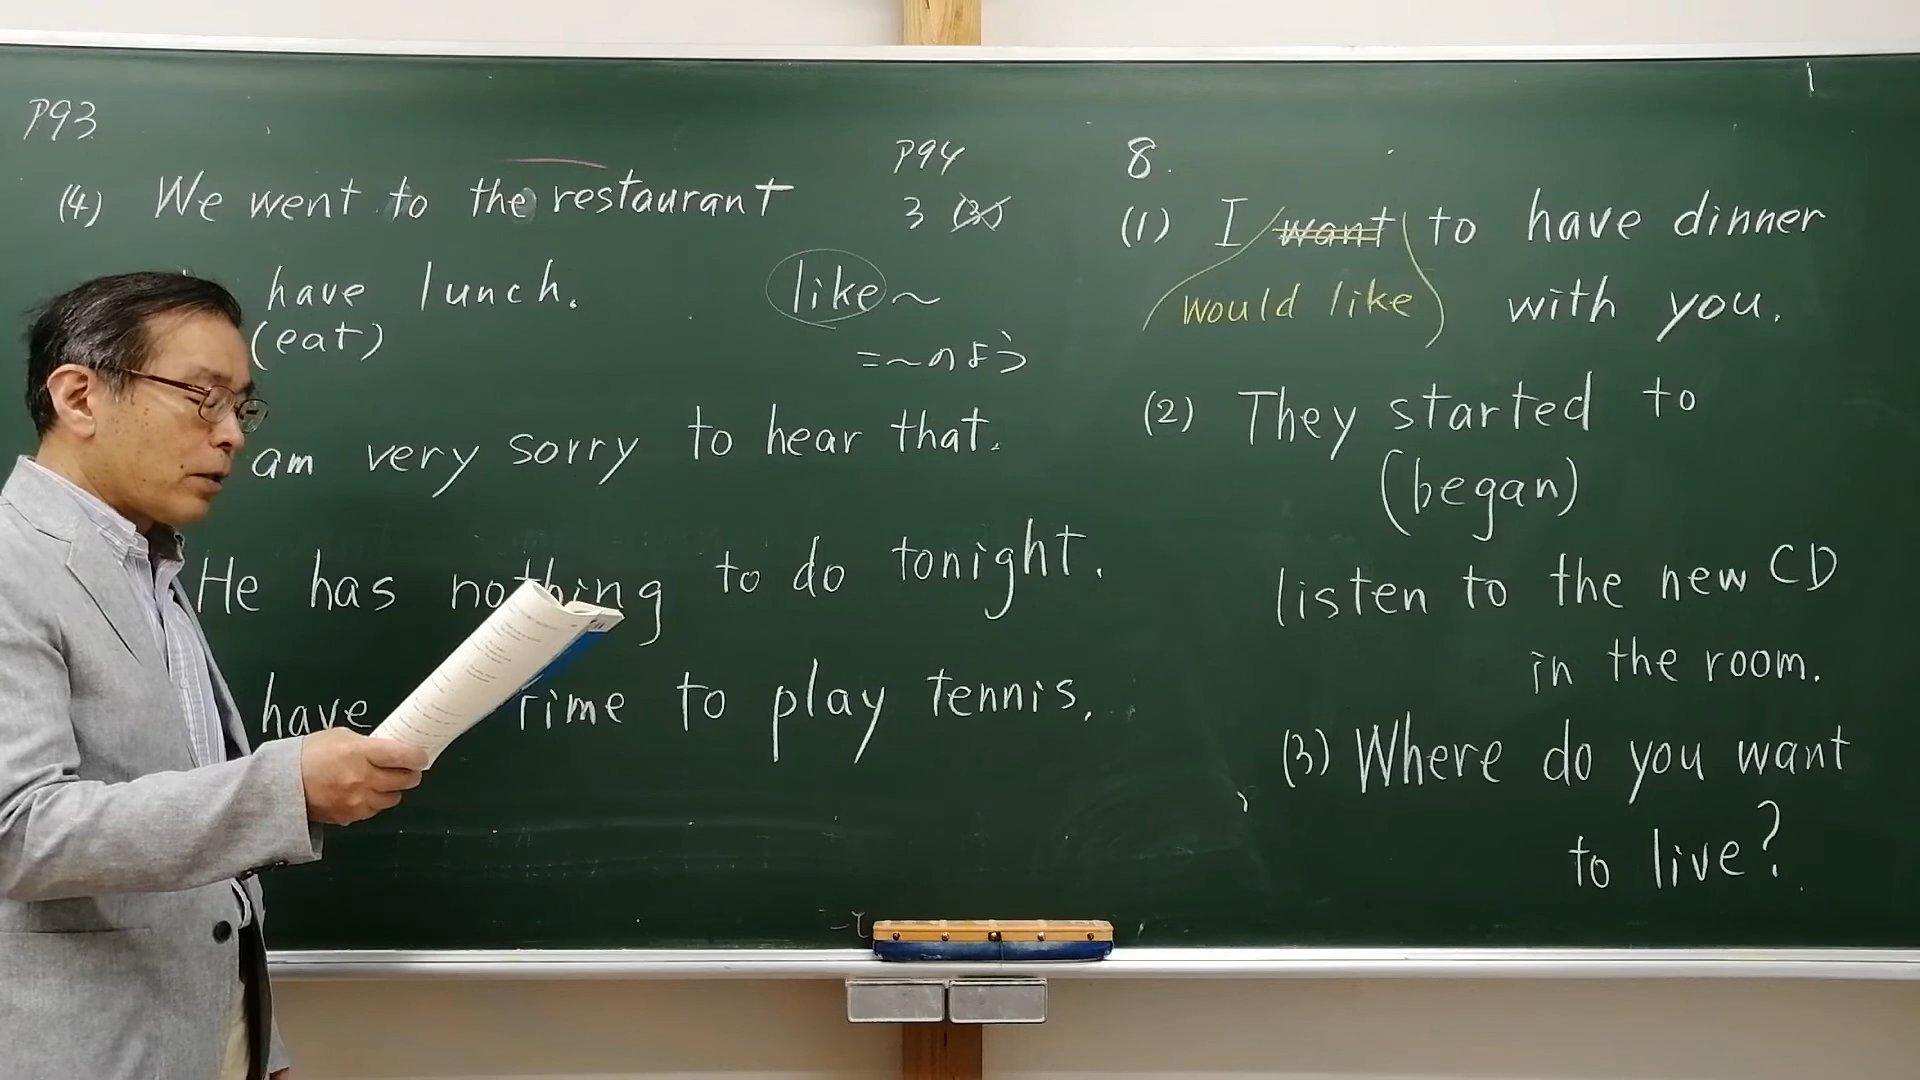 P93
(4) We went to the restaurant
have lunch.
(eat)
am very sorry to hear that.
He has nothing to do tonight.
have time to play tennis.
P94
3 (3)
like～
=～のよう
8.
(1) I want to have dinner
would like with you.
(2) They started to
(began)
listen to the new CD
in the room.
(3) Where do you want
to live?